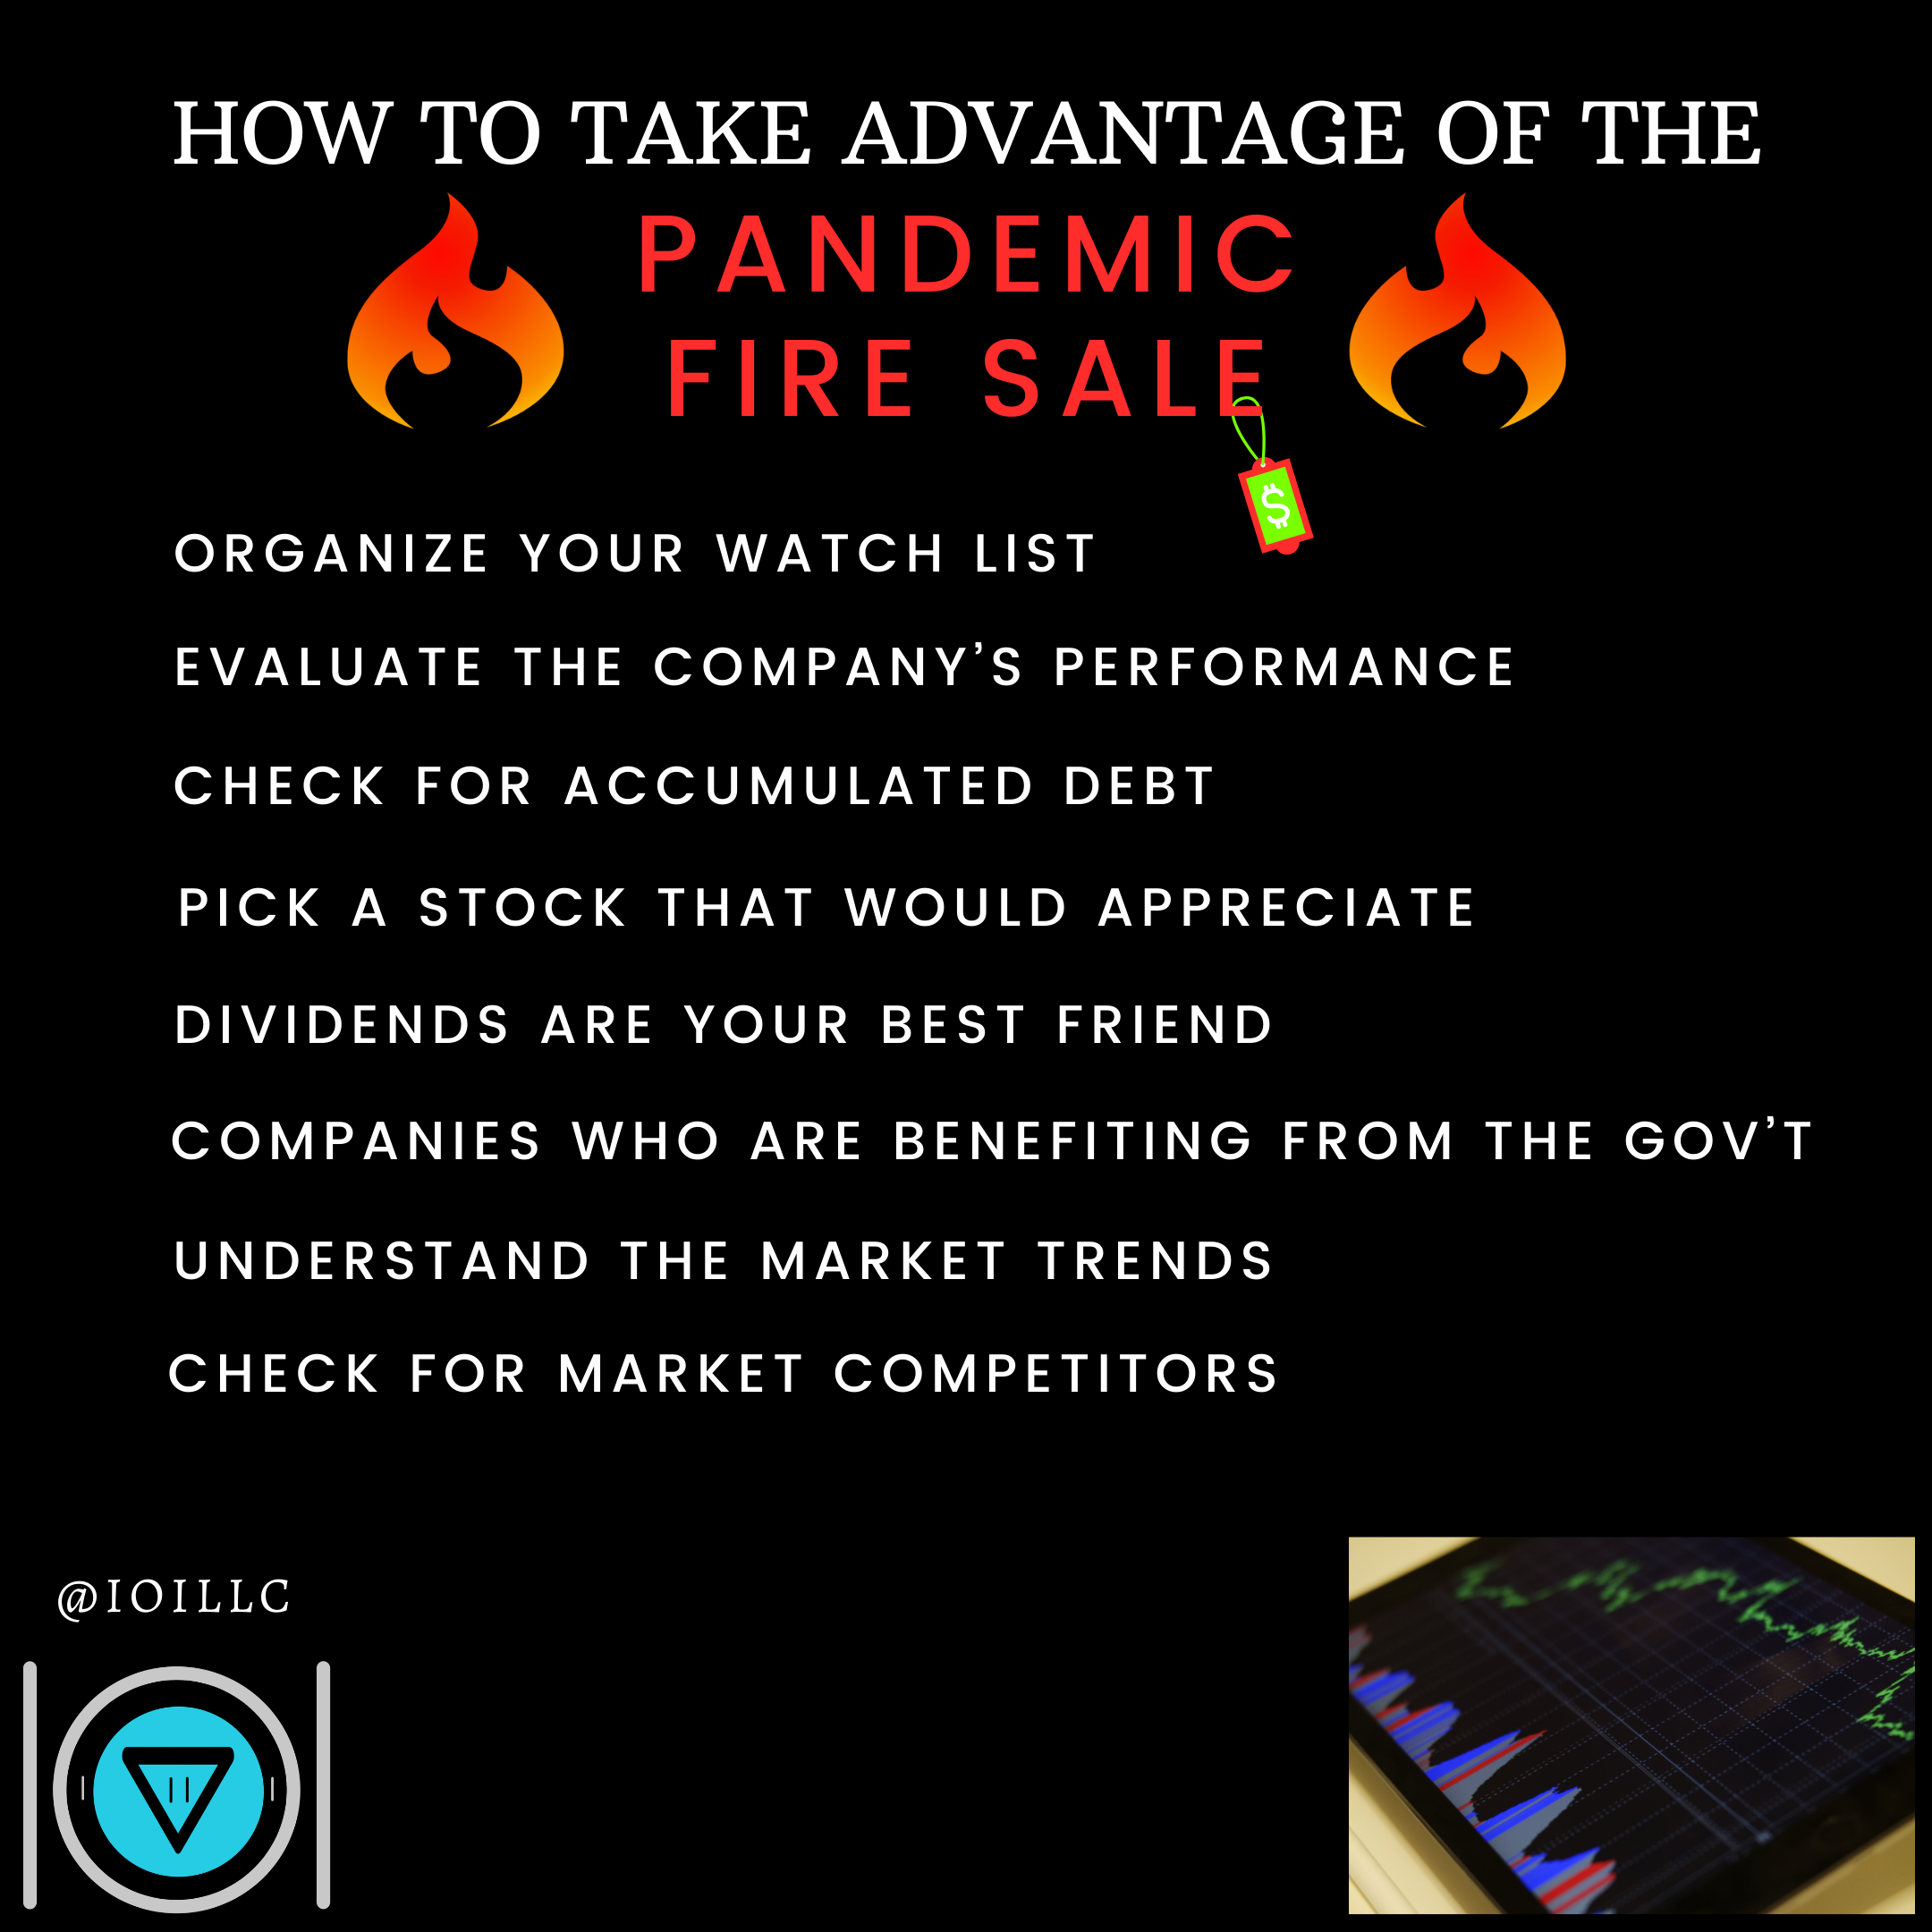 HOW TO TAKE ADVANTAGE OF THE
PANDEMIC
FIRE SALE
$
ORGANIZE YOUR WATCH LIST
EVALUATE THE COMPANY’S PERFORMANCE
CHECK FOR ACCUMULATED DEBT
PICK A STOCK THAT WOULD APPRECIATE
DIVIDENDS ARE YOUR BEST FRIEND
COMPANIES WHO ARE BENEFITING FROM THE GOV’T
UNDERSTAND THE MARKET TRENDS
CHECK FOR MARKET COMPETITORS
@IOILLC